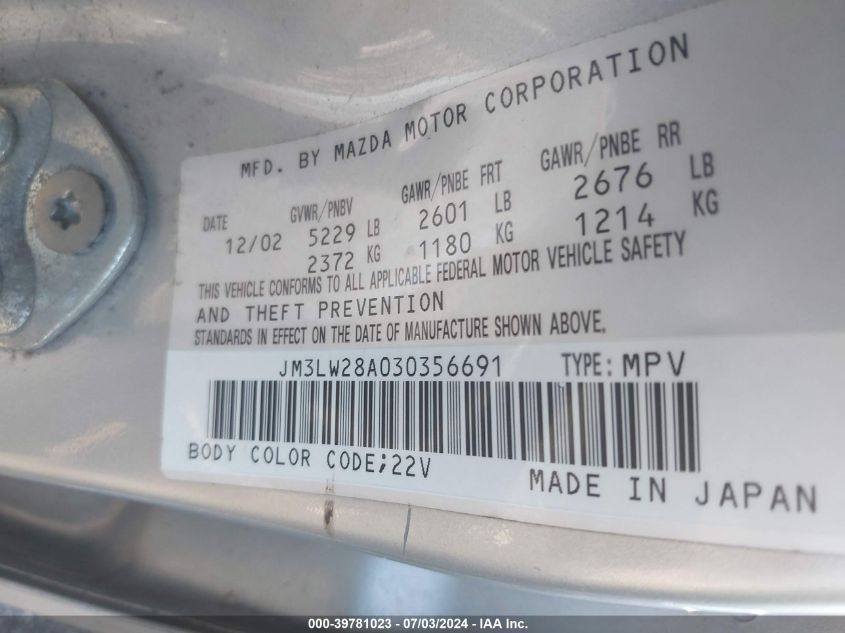 MFD. BY MAZDA MOTOR CORPORATION
DATE GVWR/PNBV GAWR/PNBE FRT GAWR/PNBE RR
12/02 5229 LB 2601 LB 2676 LB
2372 KG 1180 KG 1214 KG
THIS VEHICLE CONFORMS TO ALL APPLICABLE FEDERAL MOTOR VEHICLE SAFETY
AND THEFT PREVENTION
STANDARDS IN EFFECT ON THE DATE OF MANUFACTURE SHOWN ABOVE.
JM3LW28A030356691 TYPE: MPV
BODY COLOR CODE;22V
MADE IN JAPAN
000-39781023 - 07/03/2024 - IAA Inc.